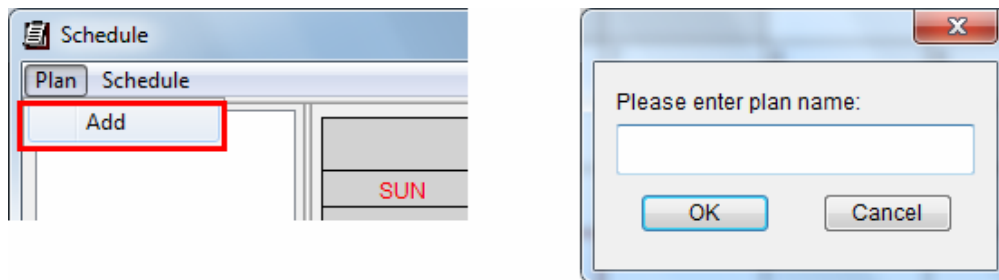 Schedule
Plan Schedule
Add
SUN
Please enter plan name:
OK Cancel